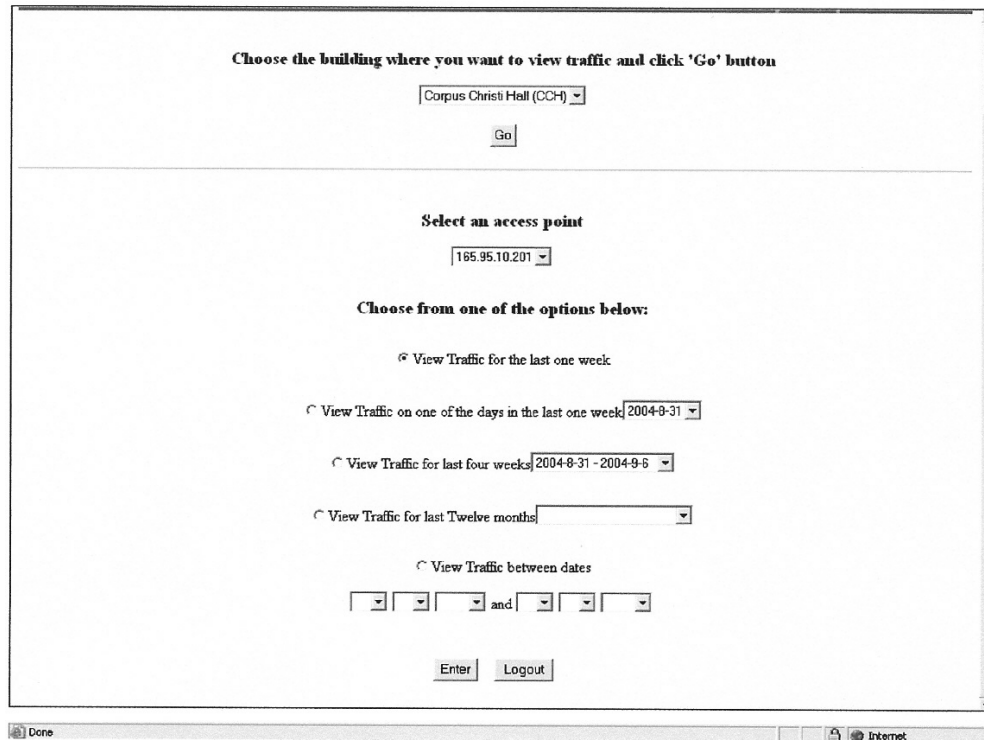 Choose the building where you want to view traffic and click 'Go' button
Corpus Christi Hall (CCH)
Go
Select an access point
165.95.10.201
Choose from one of the options below:
View Traffic for the last one week
View Traffic on one of the days in the last one week 2004-8-31
View Traffic for last four weeks 2004-8-31 - 2004-9-6
View Traffic for last Twelve months
View Traffic between dates
and
Enter Logout
Done Internet